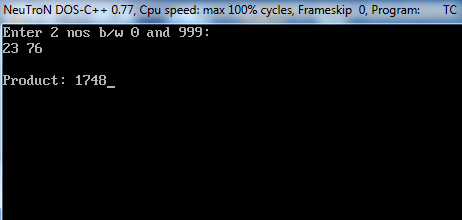 NeuTroN DOS-C++ 0.77, Cpu speed: max 100% cycles, Frameskip 0, Program: TC
Enter 2 nos b/w 0 and 999:
23 76
Product: 1748_